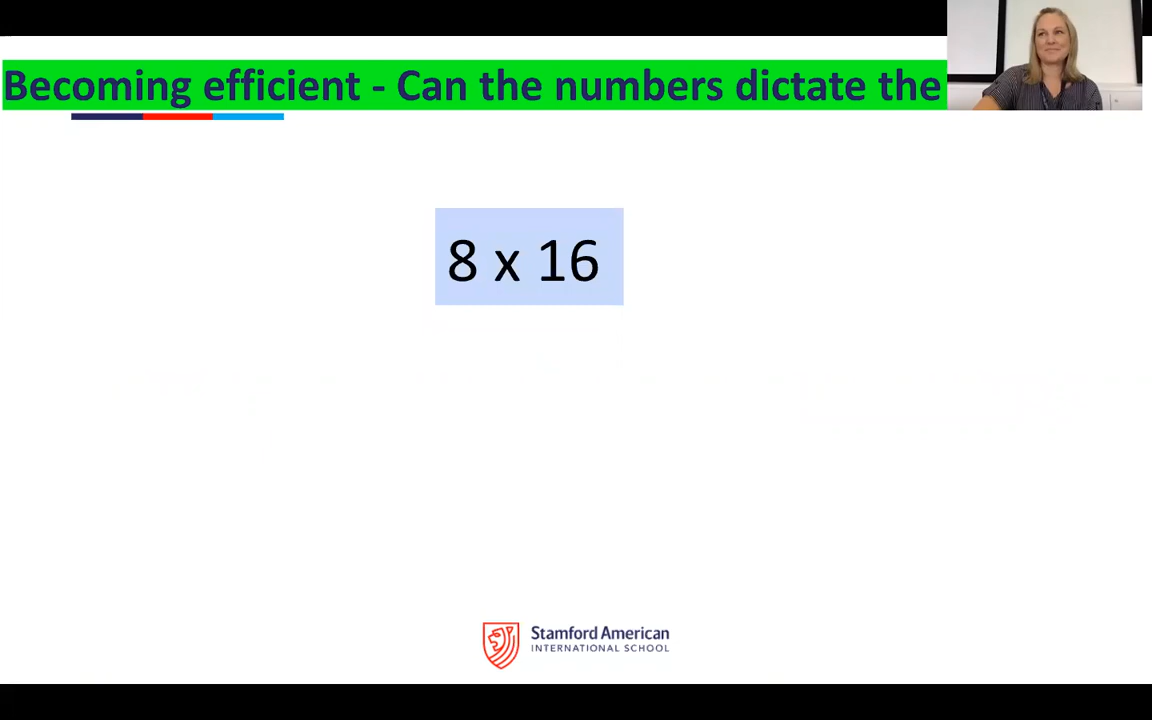 Becoming efficient - Can the numbers dictate the
8 x 16
Stamford American
INTERNATIONAL SCHOOL